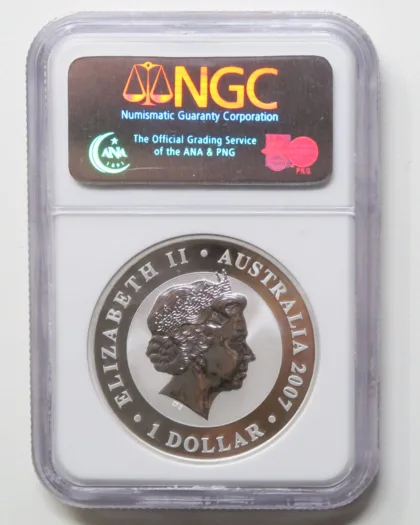 NGC
Numismatic Guaranty Corporation
The Official Grading Service
of the ANA & PNG
ANA
P.N.G.
ELIZABETH II · AUSTRALIA 2007
· 1 DOLLAR ·